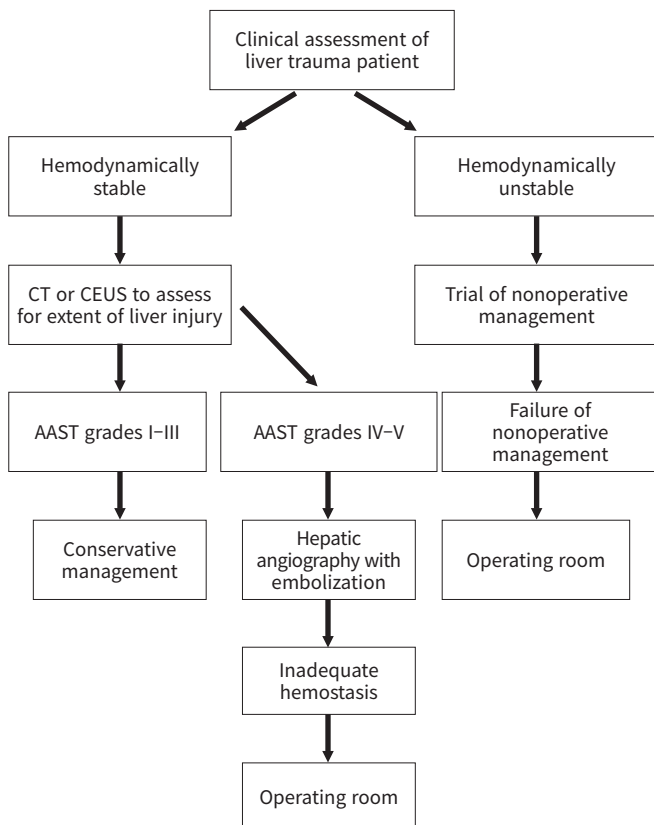 Clinical assessment of
liver trauma patient
Hemodynamically
stable
Hemodynamically
unstable
CT or CEUS to assess
for extent of liver injury
Trial of nonoperative
management
AAST grades I–III
AAST grades IV–V
Failure of
nonoperative
management
Conservative
management
Hepatic
angiography with
embolization
Operating room
Inadequate
hemostasis
Operating room